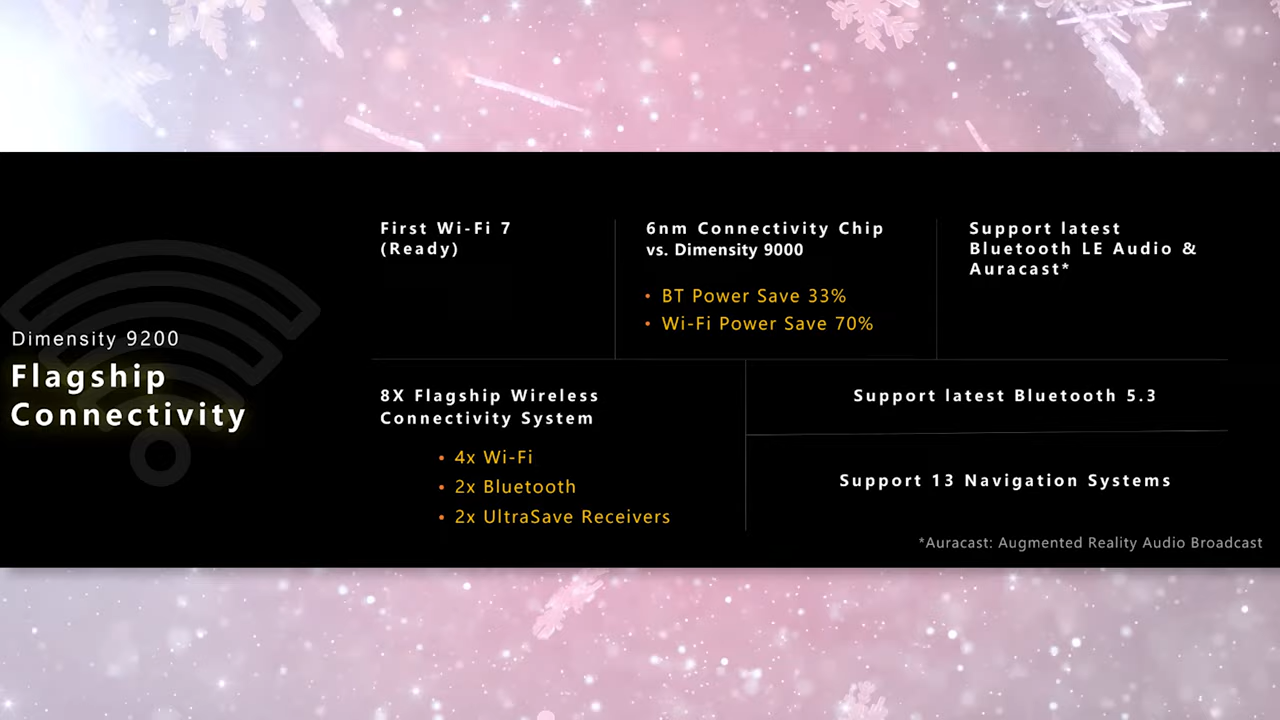 Dimensity 9200
Flagship
Connectivity
First Wi-Fi 7
(Ready)
6nm Connectivity Chip
vs. Dimensity 9000
• BT Power Save 33%
• Wi-Fi Power Save 70%
Support latest
Bluetooth LE Audio &
Auracast*
8X Flagship Wireless
Connectivity System
• 4x Wi-Fi
• 2x Bluetooth
• 2x UltraSave Receivers
Support latest Bluetooth 5.3
Support 13 Navigation Systems
*Auracast: Augmented Reality Audio Broadcast